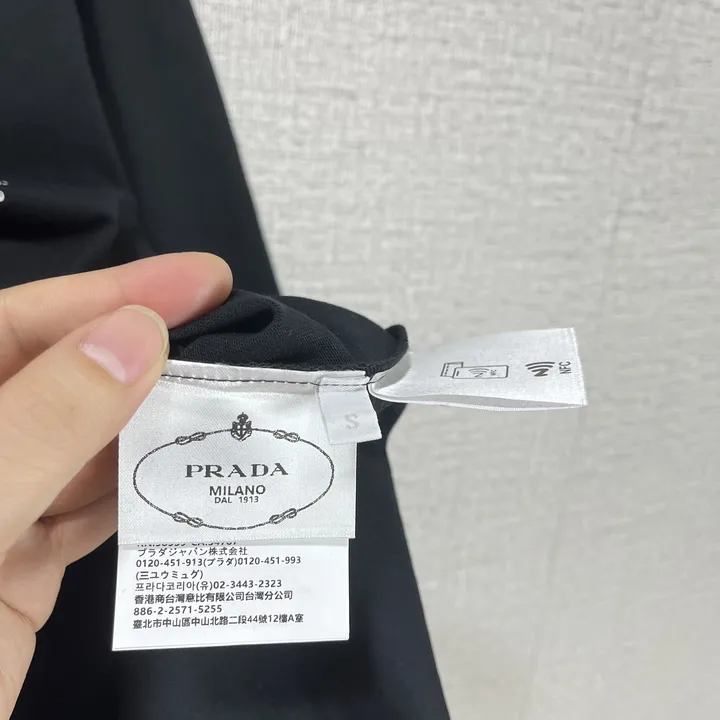 PRADA
MILANO
DAL 1913
S
NFC
プラダジャパン株式会社
0120-451-913(プラダ)0120-451-993
(三ユウミュグ)
프라다코리아(유)02-3443-2323
香港商台灣意比有限公司台灣分公司
886-2-2571-5255
臺北市中山區中山北路二段44號12樓A室